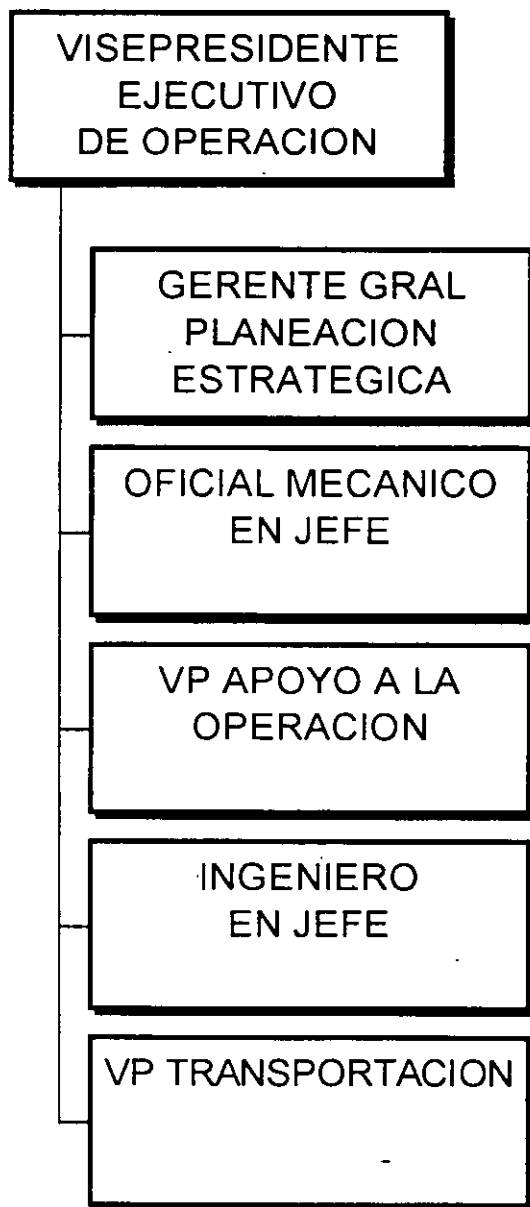 VISEPRESIDENTE
EJECUTIVO
DE OPERACION
GERENTE GRAL
PLANEACION
ESTRATEGICA
OFICIAL MECANICO
EN JEFE
VP APOYO A LA
OPERACION
INGENIERO
EN JEFE
VP TRANSPORTACION